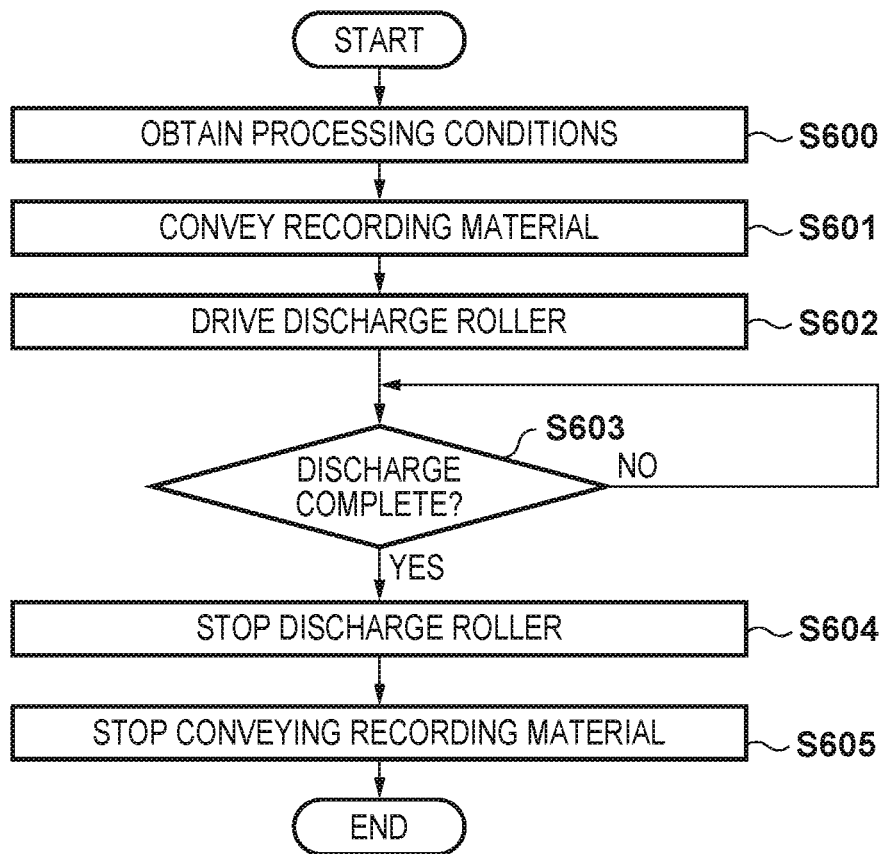 START
OBTAIN PROCESSING CONDITIONS
S600
CONVEY RECORDING MATERIAL
S601
DRIVE DISCHARGE ROLLER
S602
S603
DISCHARGE
COMPLETE?
NO
YES
STOP DISCHARGE ROLLER
S604
STOP CONVEYING RECORDING MATERIAL
S605
END